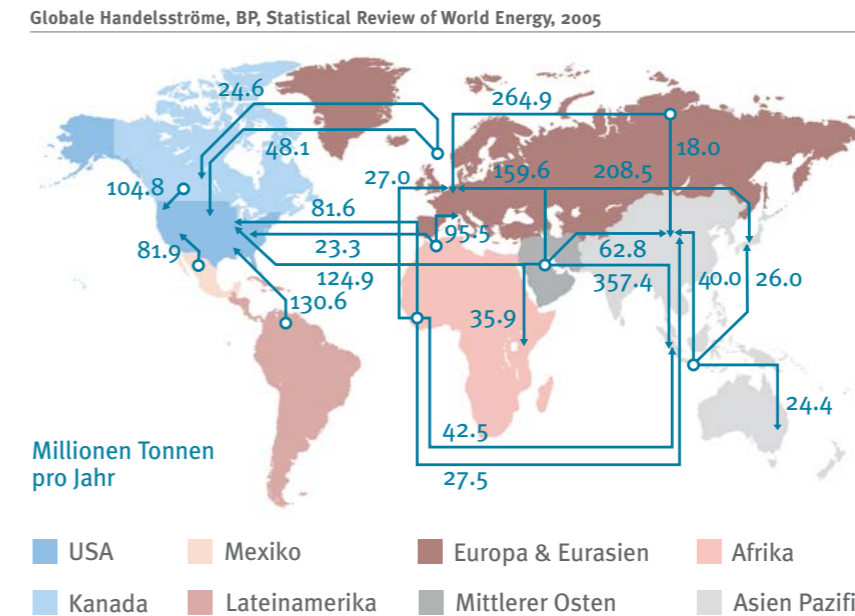 Globale Handelsströme, BP, Statistical Review of World Energy, 2005
24.6
264.9
48.1
18.0
27.0
159.6
208.5
104.8
81.6
95.5
81.9
23.3
62.8
124.9
357.4
40.0
26.0
130.6
35.9
24.4
42.5
27.5
Millionen Tonnen
pro Jahr
USA
Mexiko
Europa & Eurasien
Afrika
Kanada
Lateinamerika
Mittlerer Osten
Asien Pazifi